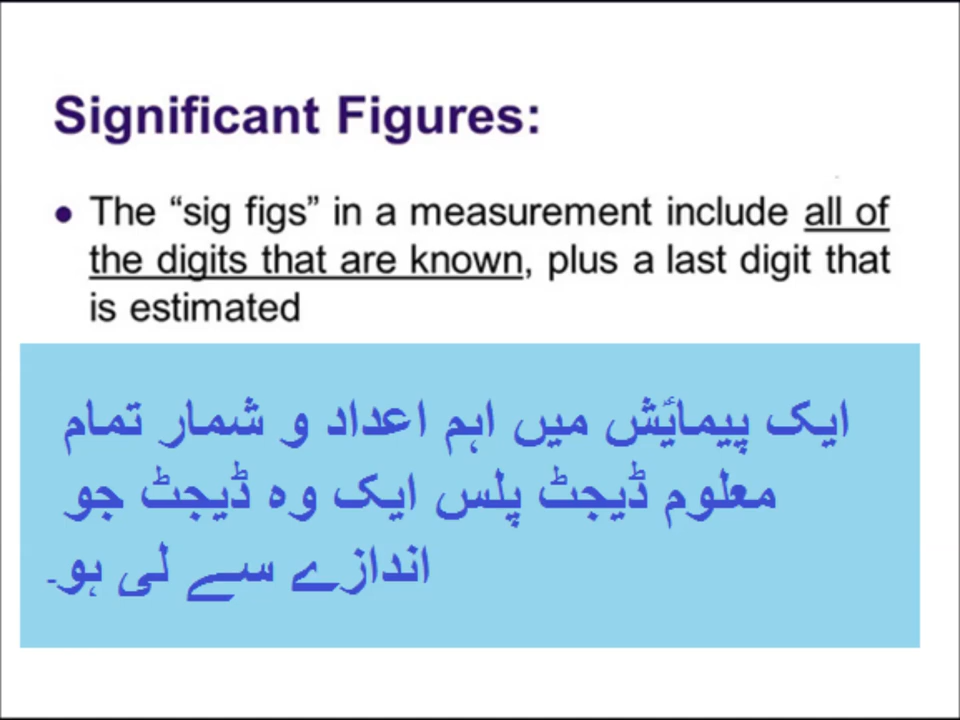 Significant Figures:
● The “sig figs” in a measurement include all of
the digits that are known, plus a last digit that
is estimated
ایک پیمائش میں اہم اعداد و شمار تمام
معلوم ڈیجٹ پلس ایک وہ ڈیجٹ جو
اندازے سے لی ہو۔